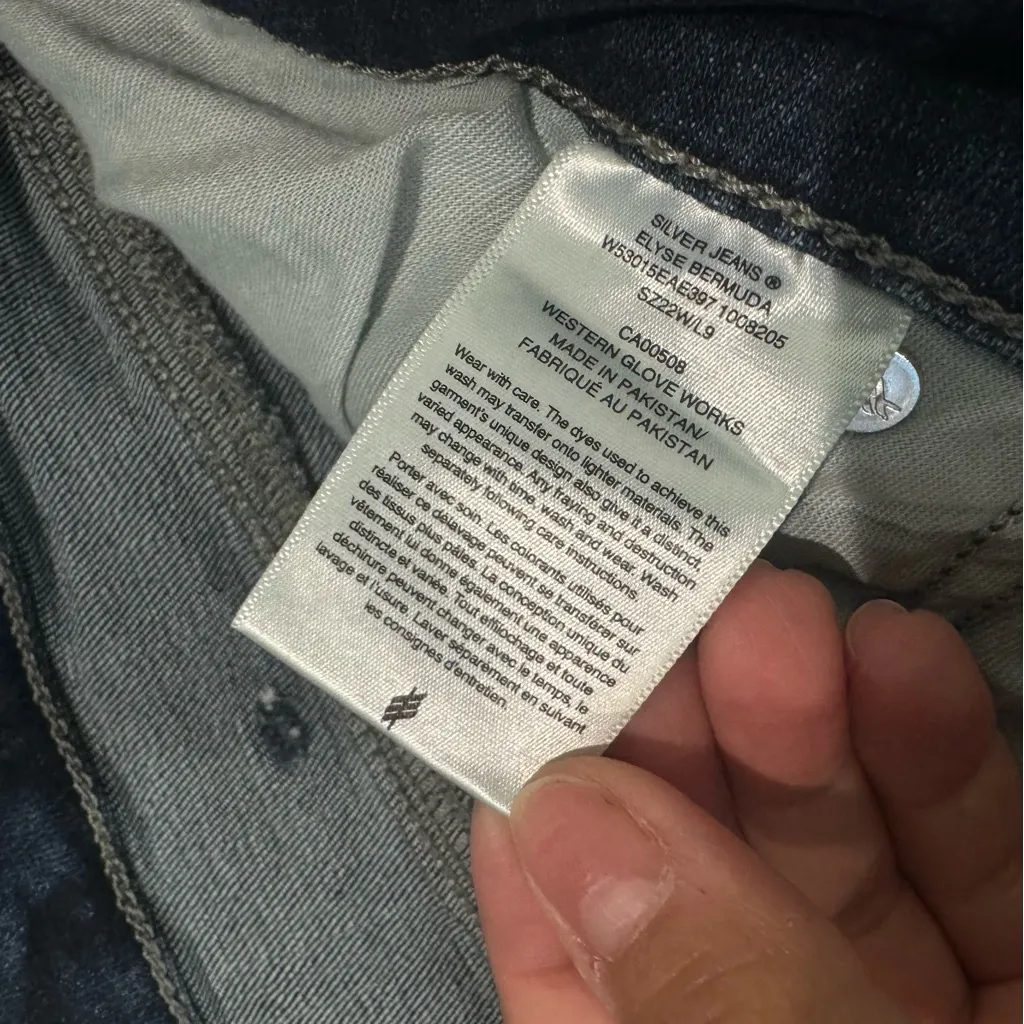 SILVER JEANS ®
ELYSE BERMUDA
W53015EAE397 1008205
SZ22W/L9
CA00508
WESTERN GLOVE WORKS
MADE IN PAKISTAN/
FABRIQUÉ AU PAKISTAN
Wear with care. The dyes used to achieve this
wash may transfer onto lighter materials. The
garment's unique design also give it a distinct,
varied appearance. Any fraying and destruction
may change with time, wash and wear. Wash
separately following care instructions.
Porter avec soin. Les colorants utilisés pour
réaliser ce délavage peuvent se transférer sur
des tissus plus pâles. La conception unique du
vêtement lui donne également une apparence
distincte et variée. Tout effilochage et toute
déchirure peuvent changer avec le temps, le
lavage et l'usure. Laver séparément en suivant
les consignes d'entretien.